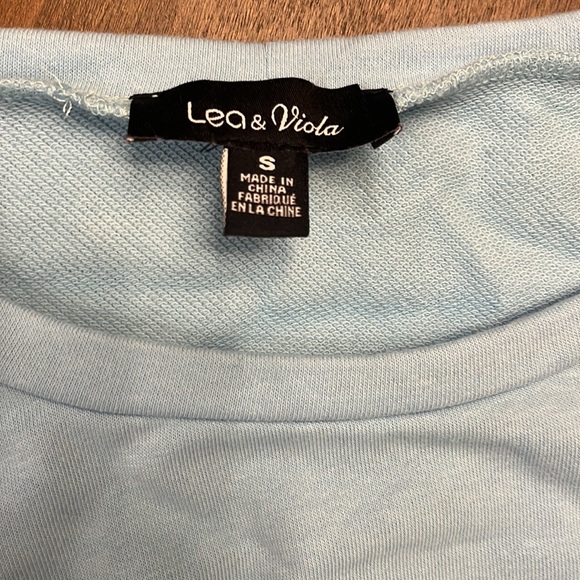 Lea & Viola
S
MADE IN
CHINA
FABRIQUÉ
EN LA CHINE